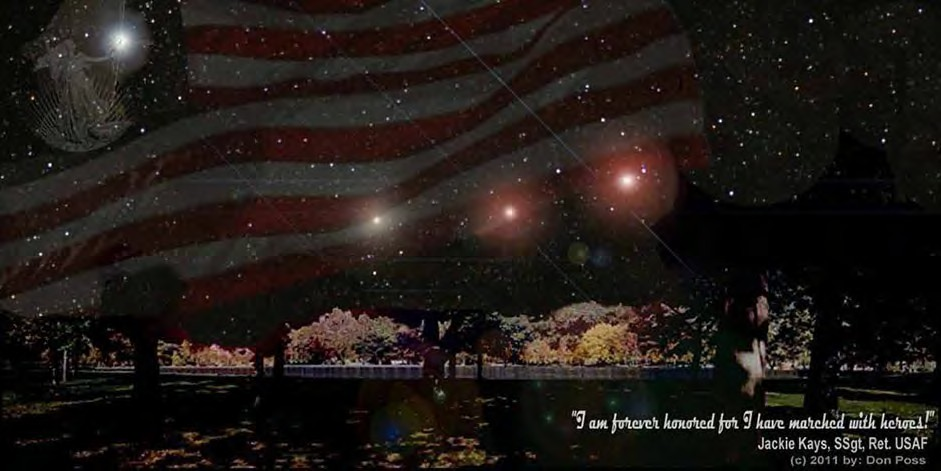 "I am forever honored for I have marched with heroes!"
Jackie Kays, SSgt, Ret. USAF
(c) 2011 by: Don Poss